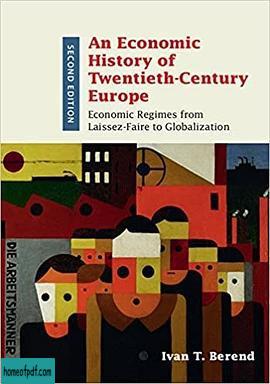 SECOND EDITION
An Economic
History of
Twentieth-Century
Europe
Economic Regimes from
Laissez-Faire to Globalization
DIE ARBEITSMÄNNER
Ivan T. Berend
homeofpdf.com